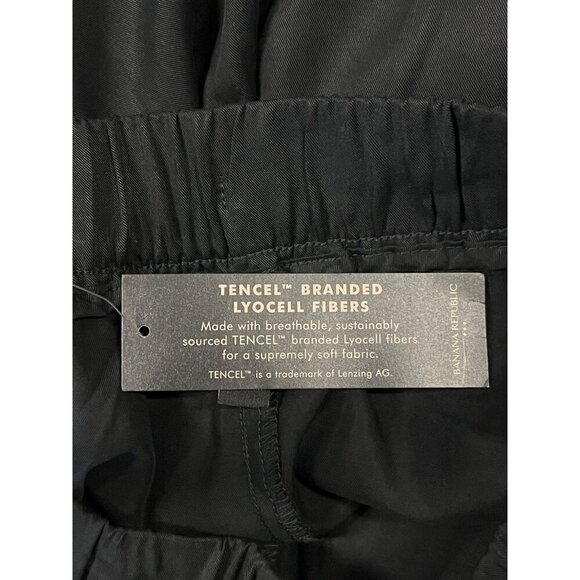 TENCEL™ BRANDED
LYOCELL FIBERS
Made with breathable, sustainably
sourced TENCEL™ branded Lyocell fibers
for a supremely soft fabric.
TENCEL™ is a trademark of Lenzing AG.
BANANA REPUBLIC